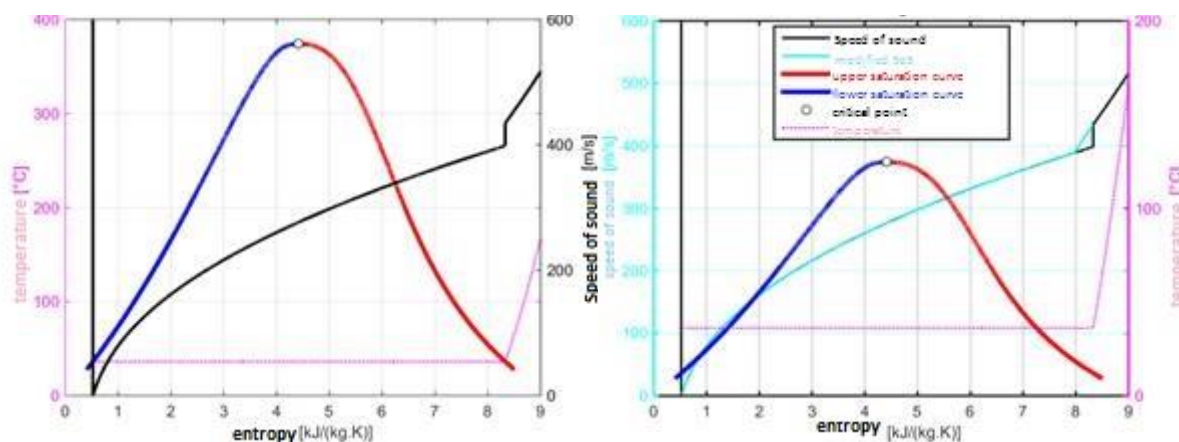 400
300
200
100
0
temperature [°C]
600
400
200
0
Speed of sound [m/s]
0 1 2 3 4 5 6 7 8 9
entropy [kJ/(kg.K)]
600
500
400
300
200
100
0
speed of sound [m/s]
Speed of sound
upper saturation curve
lower saturation curve
critical point
temperature
200
100
0
temperature [°C]
0 1 2 3 4 5 6 7 8 9
entropy [kJ/(kg.K)]